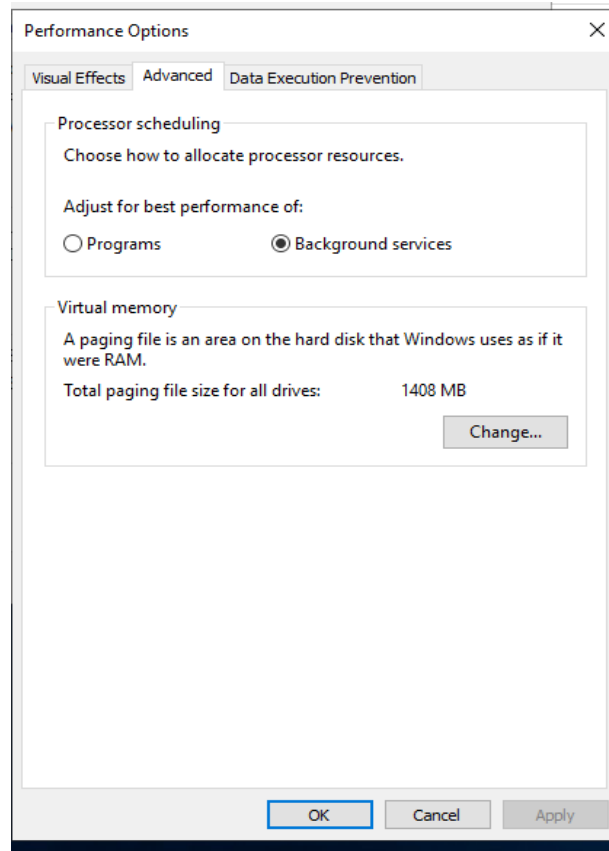 Performance Options
Visual Effects Advanced Data Execution Prevention
Processor scheduling
Choose how to allocate processor resources.
Adjust for best performance of:
Programs Background services
Virtual memory
A paging file is an area on the hard disk that Windows uses as if it
were RAM.
Total paging file size for all drives: 1408 MB
Change...
OK Cancel Apply